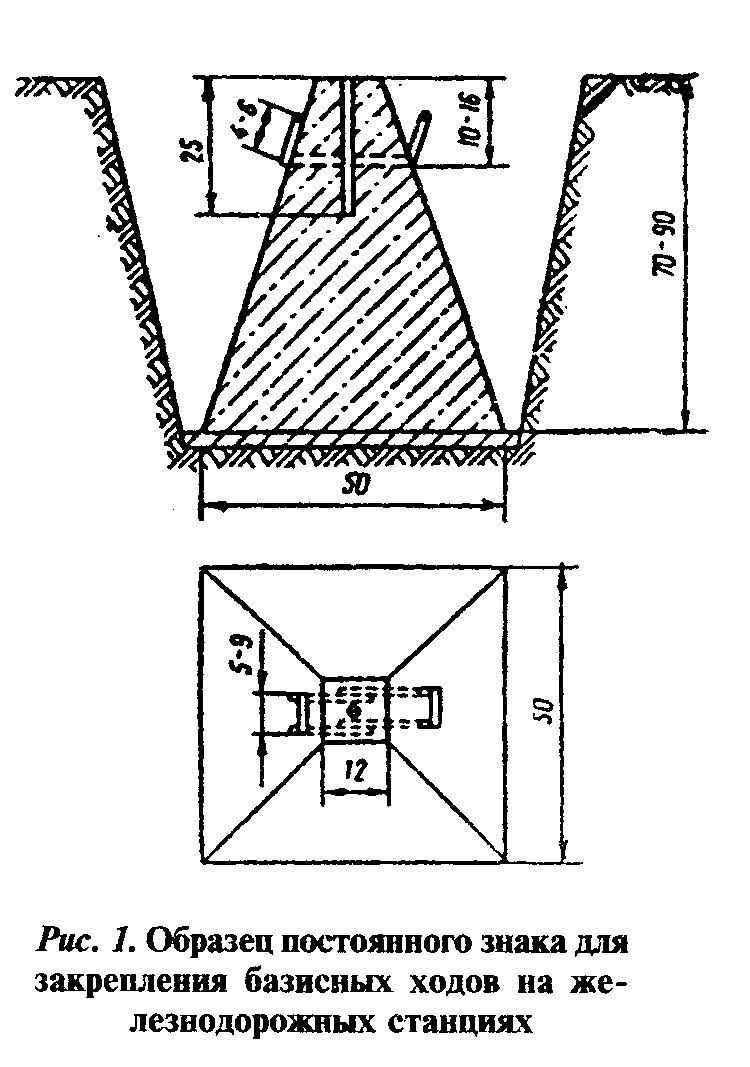 4-6
25
10-16
70-90
50
5-9
12
50
Рис. 1. Образец постоянного знака для
закрепления базисных ходов на же-
лезнодорожных станциях